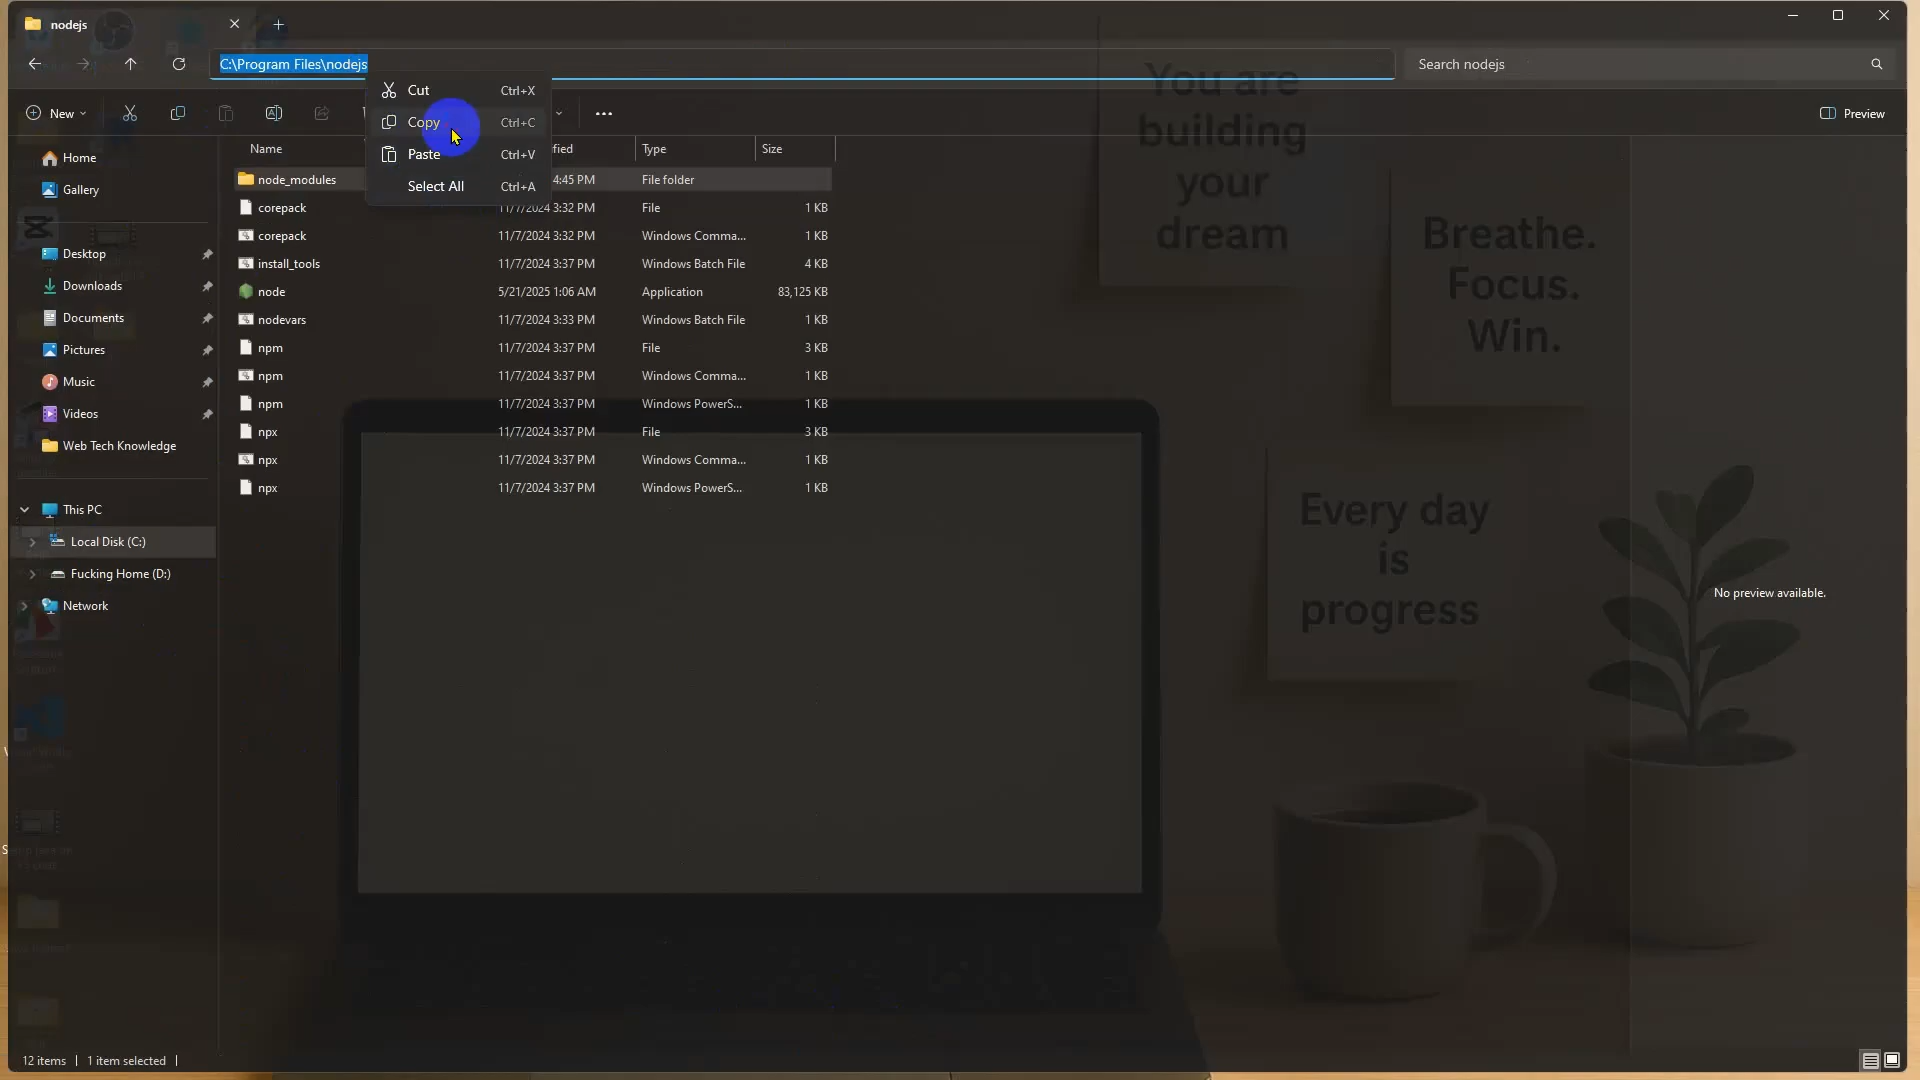 nodejs
C:\Program Files\nodejs
Search nodejs
Cut Ctrl+X
Copy Ctrl+C
Paste Ctrl+V
Select All Ctrl+A
New
Preview
Name
Type
Size
node_modules 4:45 PM File folder
corepack 11/7/2024 3:32 PM File 1 KB
corepack 11/7/2024 3:32 PM Windows Comma... 1 KB
install_tools 11/7/2024 3:37 PM Windows Batch File 4 KB
node 5/21/2025 1:06 AM Application 83,125 KB
nodevars 11/7/2024 3:33 PM Windows Batch File 1 KB
npm 11/7/2024 3:37 PM File 3 KB
npm 11/7/2024 3:37 PM Windows Comma... 1 KB
npm 11/7/2024 3:37 PM Windows PowerS... 1 KB
npx 11/7/2024 3:37 PM File 3 KB
npx 11/7/2024 3:37 PM Windows Comma... 1 KB
npx 11/7/2024 3:37 PM Windows PowerS... 1 KB
Home
Gallery
Desktop
Downloads
Documents
Pictures
Music
Videos
Web Tech Knowledge
This PC
Local Disk (C:)
Fucking Home (D:)
Network
You are
building
your
dream
Breathe.
Focus.
Win.
Every day
is
progress
No preview available.
12 items
1 item selected